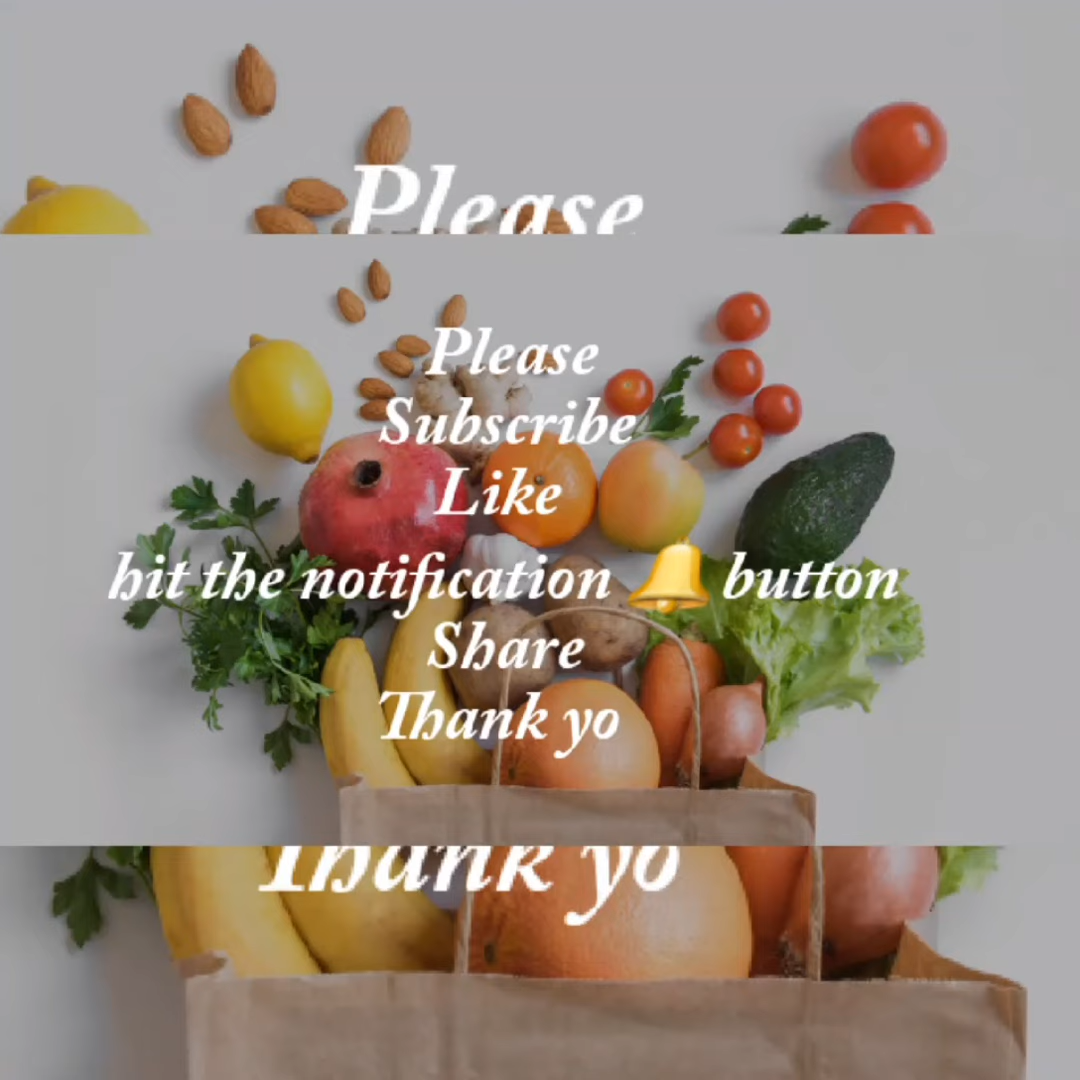 Please
Please
Subscribe
Like
hit the notification 🔔 button
Share
Thank yo
Thank yo